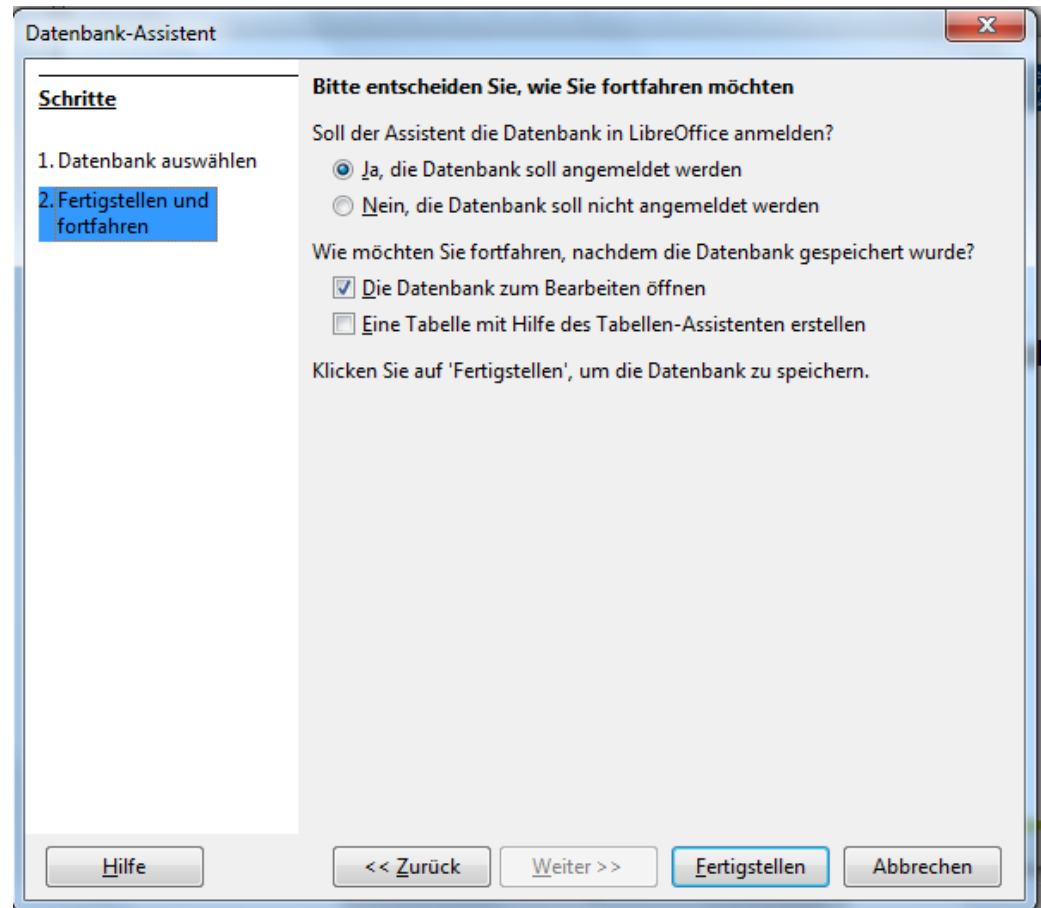 Datenbank-Assistent
Schritte
1. Datenbank auswählen
2. Fertigstellen und
fortfahren
Bitte entscheiden Sie, wie Sie fortfahren möchten
Soll der Assistent die Datenbank in LibreOffice anmelden?
Ja, die Datenbank soll angemeldet werden
Nein, die Datenbank soll nicht angemeldet werden
Wie möchten Sie fortfahren, nachdem die Datenbank gespeichert wurde?
Die Datenbank zum Bearbeiten öffnen
Eine Tabelle mit Hilfe des Tabellen-Assistenten erstellen
Klicken Sie auf 'Fertigstellen', um die Datenbank zu speichern.
Hilfe
<< Zurück
Weiter >>
Fertigstellen
Abbrechen